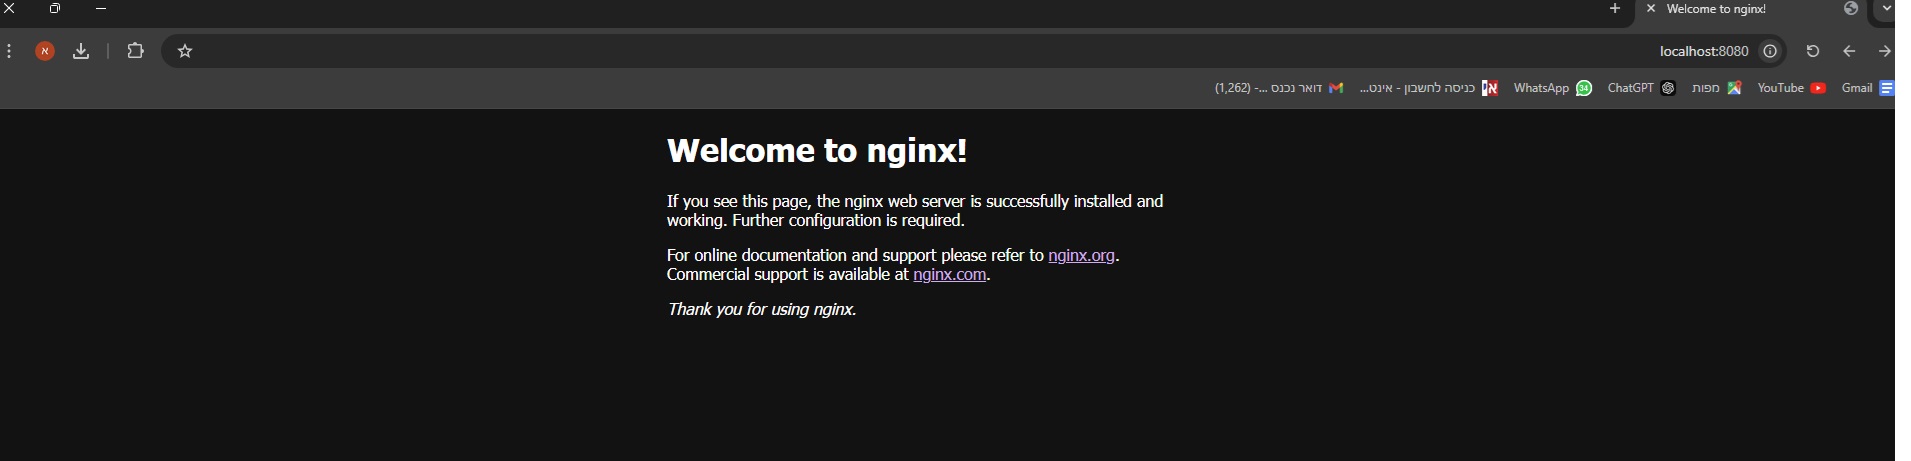 Welcome to nginx!
localhost:8080
Gmail
YouTube
מפות
ChatGPT
34
WhatsApp
כניסה לחשבון - אינט...
דואר נכנס ...- (1,262)
Welcome to nginx!
If you see this page, the nginx web server is successfully installed and
working. Further configuration is required.
For online documentation and support please refer to nginx.org.
Commercial support is available at nginx.com.
Thank you for using nginx.